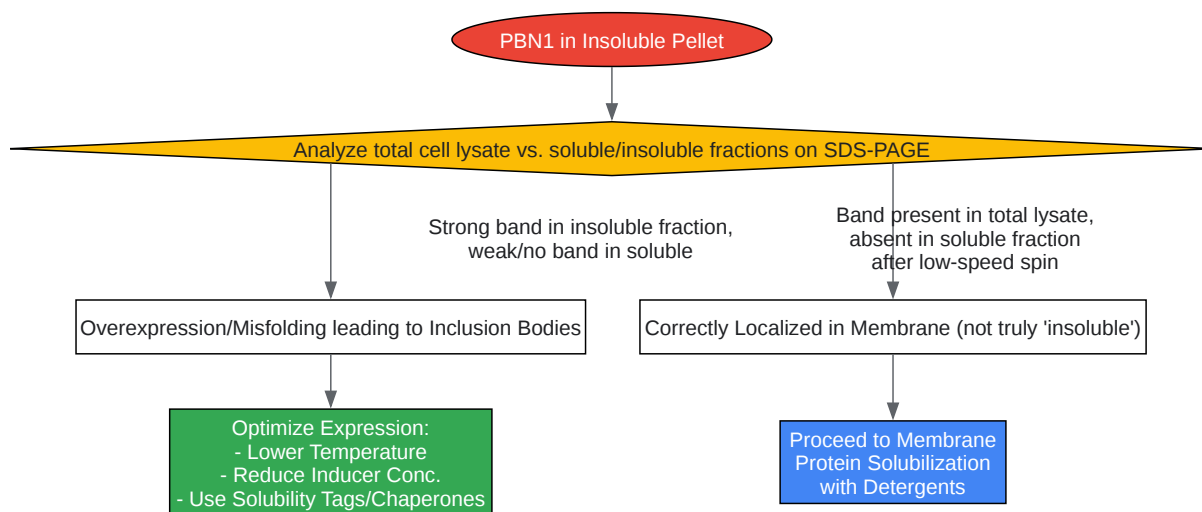 PBN1 in Insoluble Pellet
Analyze total cell lysate vs. soluble/insoluble fractions on SDS-PAGE
Strong band in insoluble fraction,
weak/no band in soluble
Band present in total lysate,
absent in soluble fraction
after low-speed spin
Overexpression/Misfolding leading to Inclusion Bodies
Correctly Localized in Membrane (not truly 'insoluble')
Optimize Expression:
- Lower Temperature
- Reduce Inducer Conc.
- Use Solubility Tags/Chaperones
Proceed to Membrane
Protein Solubilization
with Detergents